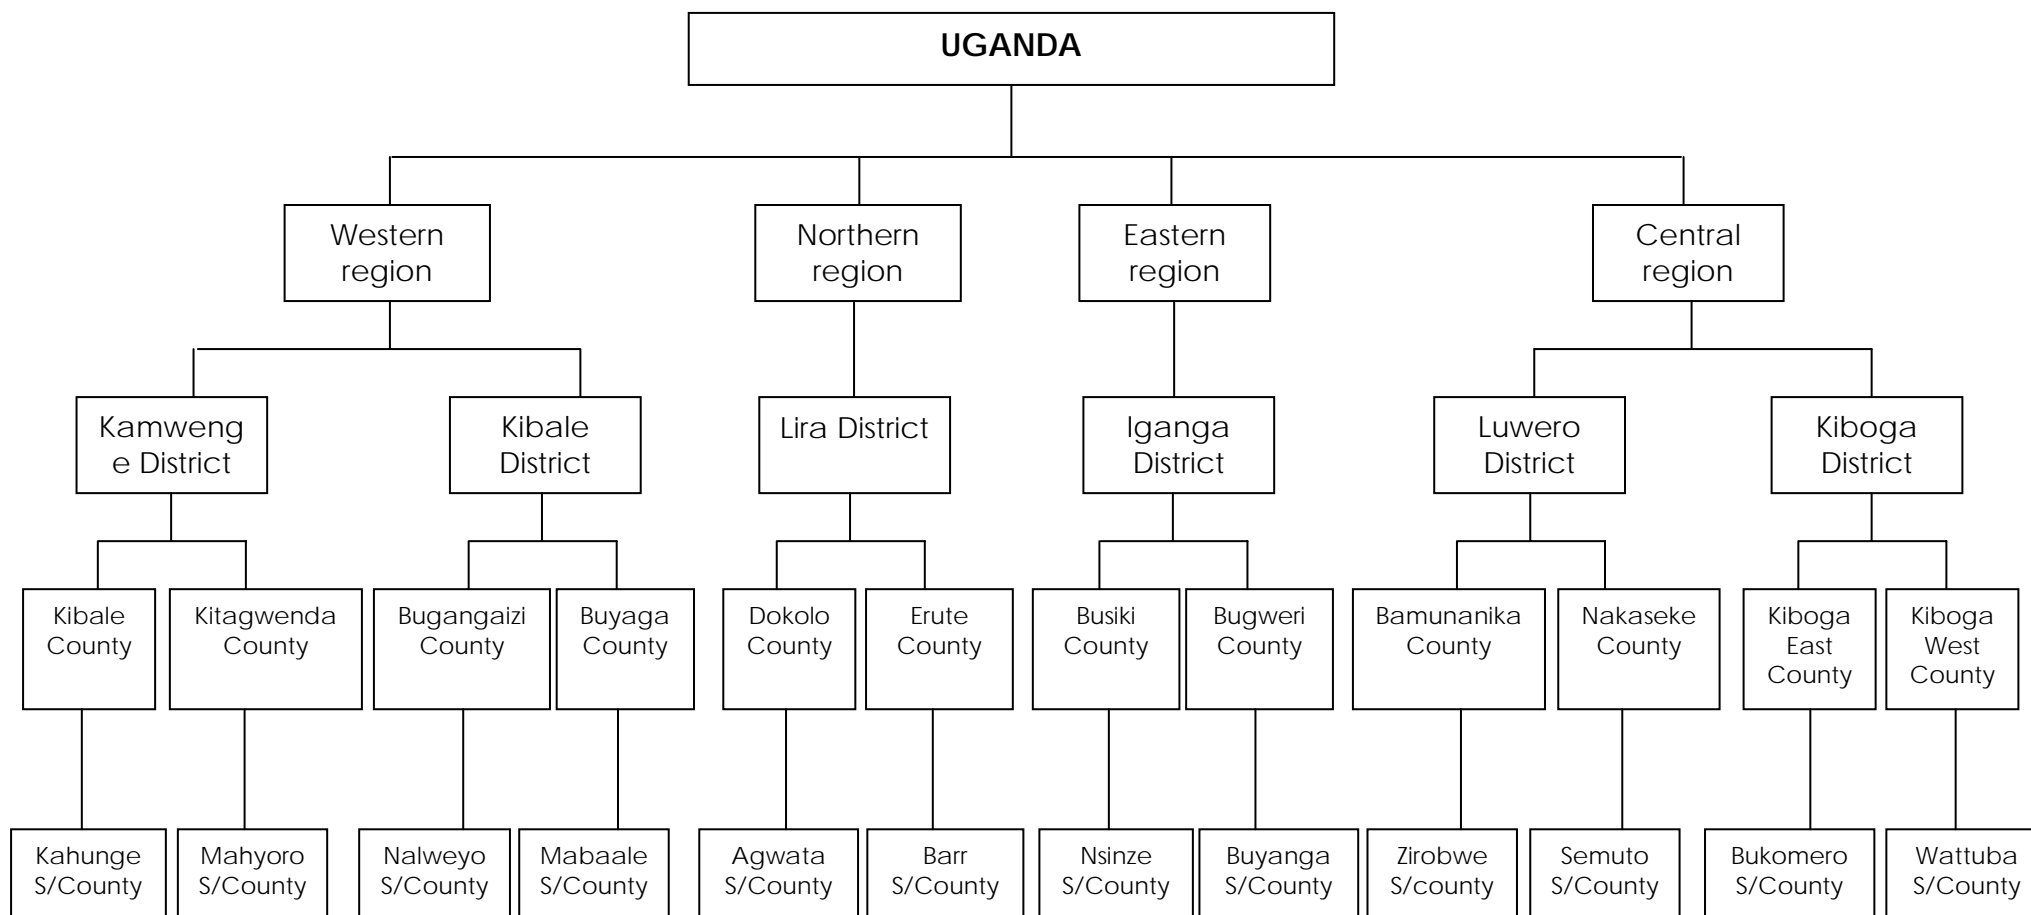 UGANDA
Western
region
Northern
region
Eastern
region
Central
region
Kamweng
e District
Kibale
District
Lira District
Iganga
District
Luwero
District
Kiboga
District
Kibale
County
Kitagwenda
County
Bugangaizi
County
Buyaga
County
Dokolo
County
Erute
County
Busiki
County
Bugweri
County
Bamunanika
County
Nakaseke
County
Kiboga
East
County
Kiboga
West
County
Kahunge
S/County
Mahyoro
S/County
Nalweyo
S/County
Mabaale
S/County
Agwata
S/County
Barr
S/County
Nsinze
S/County
Buyanga
S/County
Zirobwe
S/county
Semuto
S/County
Bukomero
S/County
Wattuba
S/County